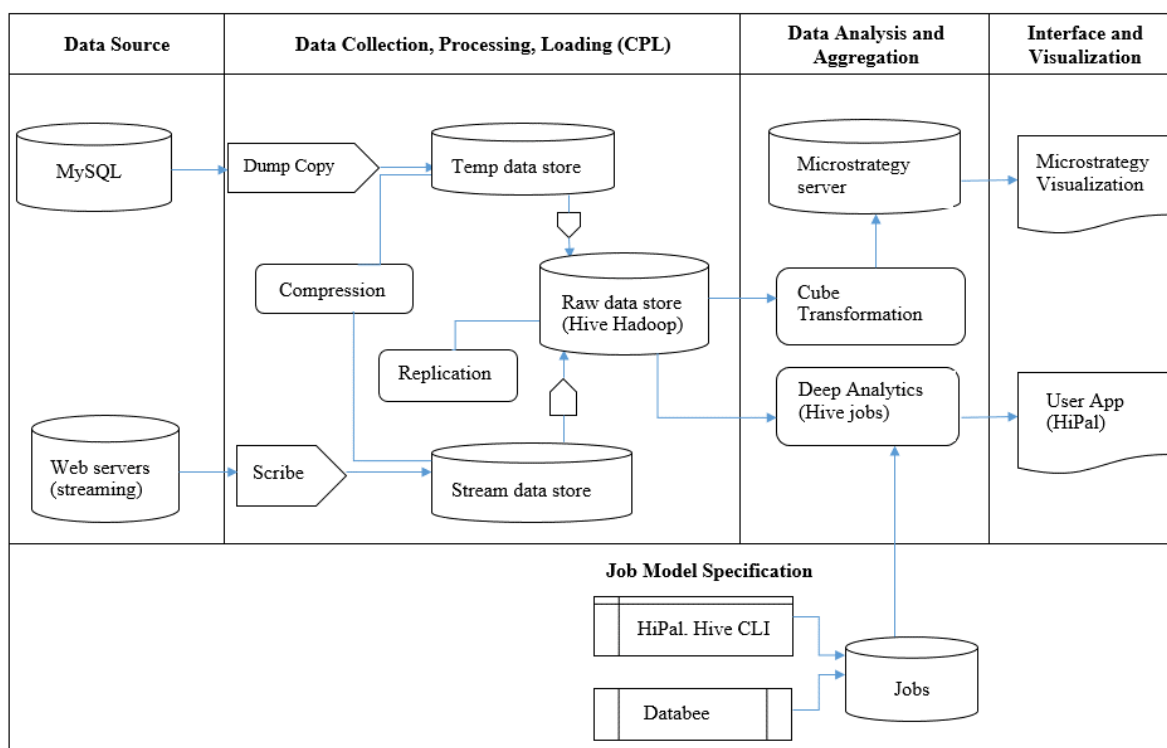 Data Source
Data Collection, Processing, Loading (CPL)
Data Analysis and
Aggregation
Interface and
Visualization
MySQL
Dump Copy
Temp data store
Microstrategy
server
Microstrategy
Visualization
Compression
Raw data store
(Hive Hadoop)
Cube
Transformation
Replication
Deep Analytics
(Hive jobs)
User App
(HiPal)
Web servers
(streaming)
Scribe
Stream data store
Job Model Specification
HiPal. Hive CLI
Databee
Jobs